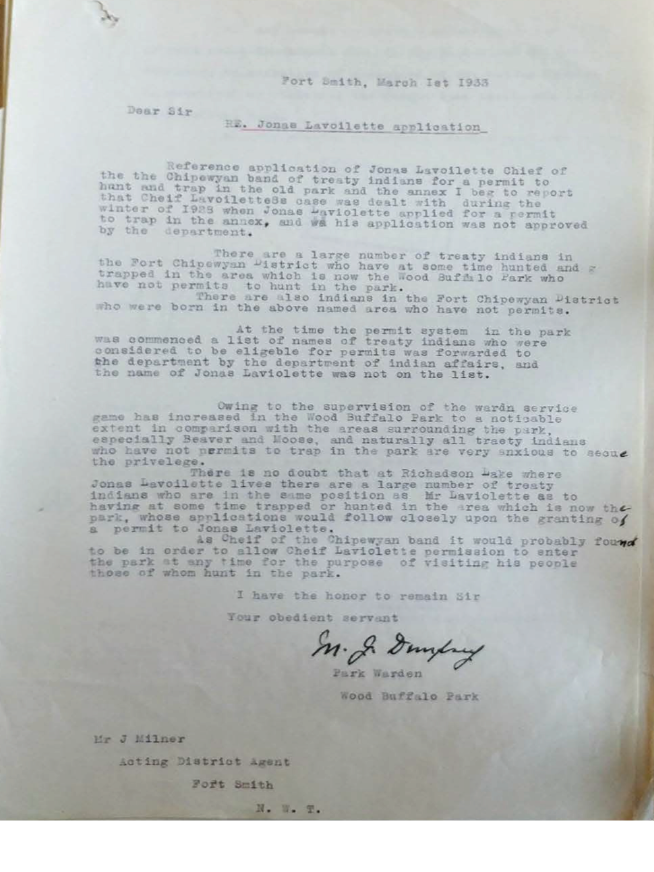 Fort Smith, March 1st 1933
Dear Sir
RE. Jonas Lavoilette application
Reference application of Jonas Lavoilette Chief of
the the Chipewyan band of treaty indians for a permit to
hunt and trap in the old park and the annex I beg to report
that Cheif Lavoilette8s case was dealt with during the
winter of 1928 when Jonas Laviolette applied for a permit
to trap in the annex, and his application was not approved
by the department.
There are a large number of treaty indians in
the Fort Chipewyan District who have at some time hunted and
trapped in the area which is now the Wood Buffalo Park who
have not permits to hunt in the park.
There are also indians in the Fort Chipewyan District
who were born in the above named area who have not permits.
At the time the permit system in the park
was commenced a list of names of treaty indians who were
considered to be eligeble for permits was forwarded to
the department by the department of indian affairs, and
the name of Jonas Laviolette was not on the list.
Owing to the supervision of the wardn service
game has increased in the Wood Buffalo Park to a noticable
extent in comparison with the areas surrounding the park,
especially Beaver and Moose, and naturally all treaty indians
who have not permits to trap in the park are very anxious to
the privelege.
There is no doubt that at Richadson Lake where
Jonas Lavoilette lives there are a large number of treaty
indians who are in the same position as Mr Laviolette as to
having at some time trapped or hunted in the area which is now the
park, whose applications would follow closely upon the granting of
a permit to Jonas Laviolette.
As Cheif of the Chipewyan band it would probably found
to be in order to allow Cheif Laviolette permission to enter
the park at any time for the purpose of visiting his people
those of whom hunt in the park.
I have the honor to remain Sir
Your obedient servant
M. J. Dempsey
Park Warden
Wood Buffalo Park
Mr J Milner
Acting District Agent
Fort Smith
N. W. T.